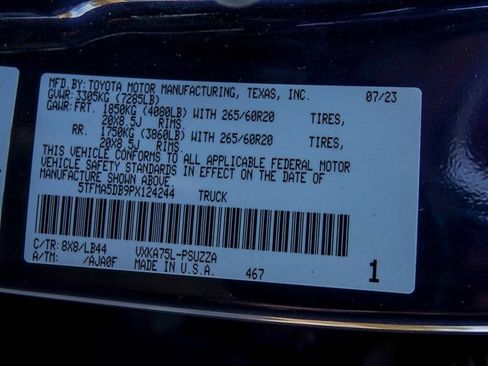 MFD.BY: TOYOTA MOTOR MANUFACTURING, TEXAS, INC. 07/23
GVWR: 3305KG (7285LB)
GAWR: FRT. 1850KG (4080LB) WITH 265/60R20 TIRES,
20X8.5J RIMS.
RR. 1750KG (3860LB) WITH 265/60R20 TIRES,
20X8.5J RIMS.
THIS VEHICLE CONFORMS TO ALL APPLICABLE FEDERAL MOTOR
VEHICLE SAFETY STANDARDS IN EFFECT ON THE DATE OF
MANUFACTURE SHOWN ABOVE
5TFMA5DB9PX124244 TRUCK
C/TR: 8X8/LB44 VXKA75L-PSUZZA
A/TM: /AJA0F MADE IN U.S.A. 467 1